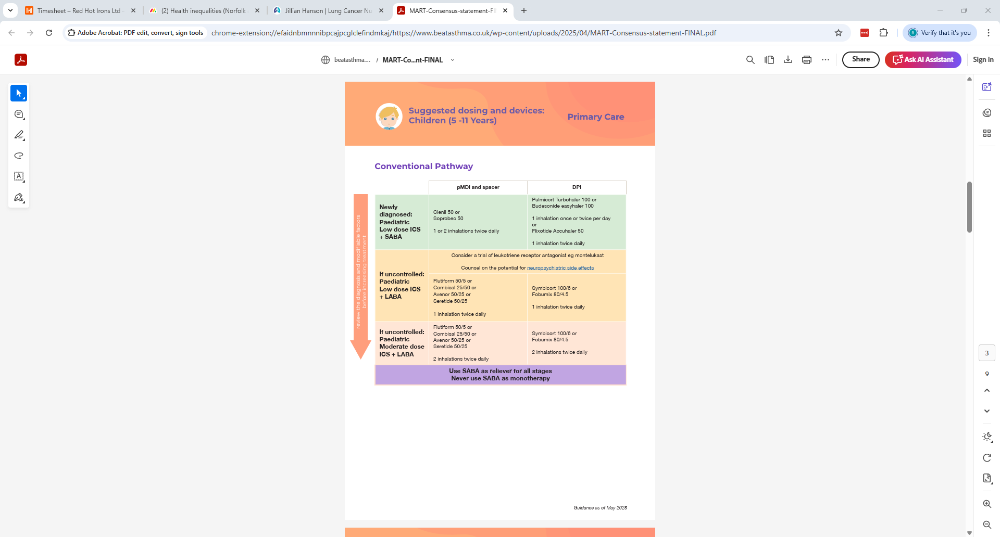 Timesheet – Red Hot Irons Ltd –
(2) Health inequalities (Norfolk
Jillian Hanson | Lung Cancer Nu
MART-Consensus-statement-FI
Adobe Acrobat: PDF edit, convert, sign tools
chrome-extension://efaidnbmnnnibpcajpcglclefindmkaj/https://www.beatasthma.co.uk/wp-content/uploads/2025/04/MART-Consensus-statement-FINAL.pdf
R
Verify that it's you
beatasthma.... / MART-Co...nt-FINAL
Share
Ask AI Assistant
Sign in
Suggested dosing and devices:
Children (5 -11 Years)
Primary Care
Conventional Pathway
review the diagnosis and modifiable factors
before increasing treatment
pMDI and spacer
DPI
Newly
diagnosed:
Paediatric
Low dose ICS
+ SABA
Clenil 50 or
Soprobec 50
1 or 2 inhalations twice daily
Pulmicort Turbohaler 100 or
Budesonide easyhaler 100
1 inhalation once or twice per day
or
Flixotide Accuhaler 50
1 inhalation twice daily
If uncontrolled:
Paediatric
Low dose ICS
+ LABA
Consider a trial of leukotriene receptor antagonist eg montelukast
Counsel on the potential for neuropsychiatric side effects
Flutiform 50/5 or
Combisal 25/50 or
Avenor 50/25 or
Seretide 50/25
1 inhalation twice daily
Symbicort 100/6 or
Fobumix 80/4.5
1 inhalation twice daily
If uncontrolled:
Paediatric
Moderate dose
ICS + LABA
Flutiform 50/5 or
Combisal 25/50 or
Avenor 50/25 or
Seretide 50/25
2 inhalations twice daily
Symbicort 100/6 or
Fobumix 80/4.5
2 inhalations twice daily
Use SABA as reliever for all stages
Never use SABA as monotherapy
Guidance as of May 2025
3
9